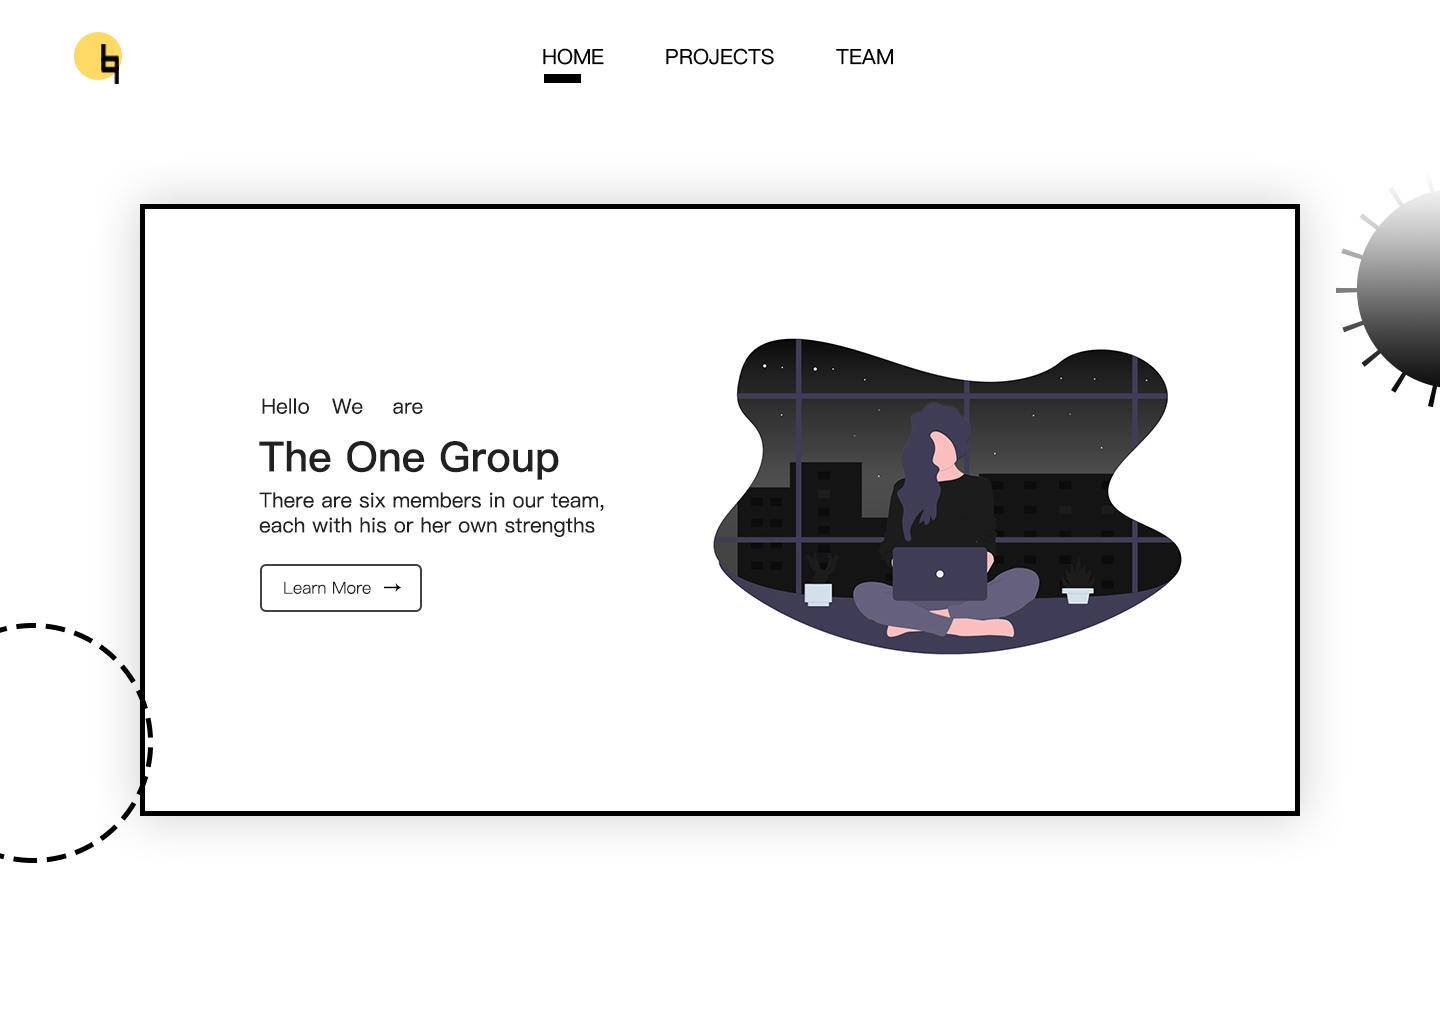 HOME PROJECTS TEAM
Hello We are
The One Group
There are six members in our team,
each with his or her own strengths
Learn More →